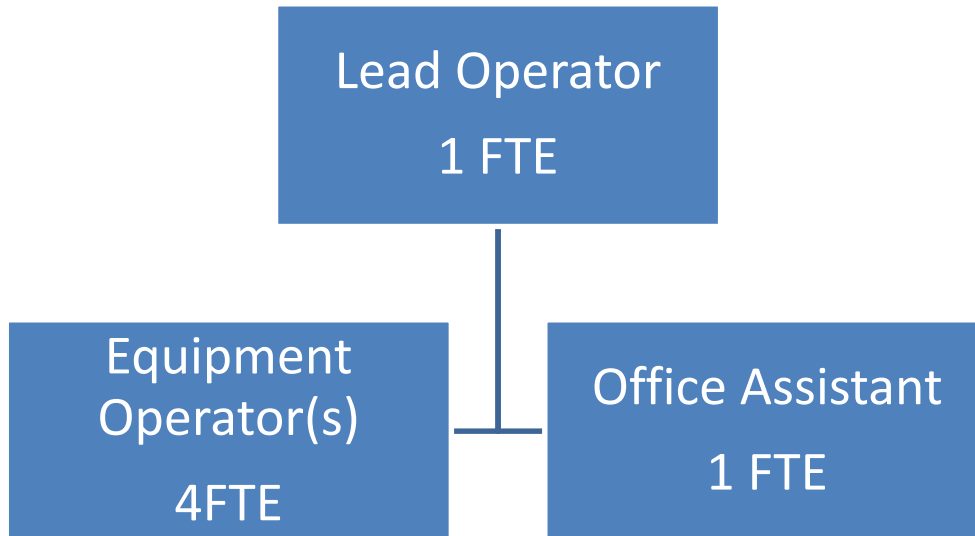 Lead Operator
1 FTE
Equipment
Operator(s)
4FTE
Office Assistant
1 FTE